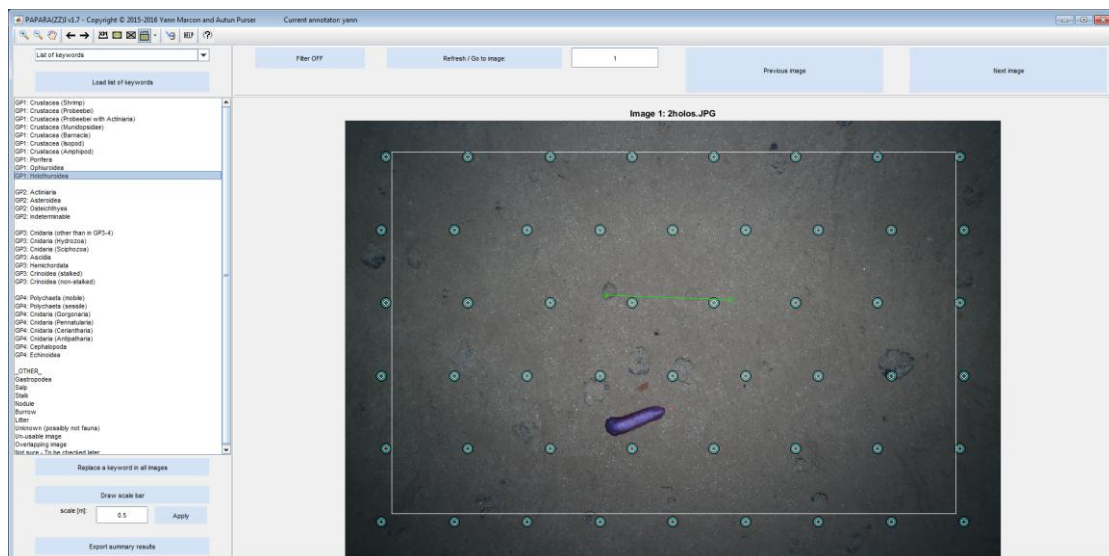 PAPARA(ZZ)I v1.7 - Copyright © 2015-2016 Yann Marcon and Autun Purser
Current annotator: yann
HELP
List of keywords
Load list of keywords
Filter OFF
Refresh / Go to image:
1
Previous image
Next image
GP1: Crustacea (Shrimp)
GP1: Crustacea (Probeebei)
GP1: Crustacea (Probeebei with Actiniaria)
GP1: Crustacea (Munidopsidae)
GP1: Crustacea (Barnacle)
GP1: Crustacea (Isopod)
GP1: Crustacea (Amphipod)
GP1: Porifera
GP1: Ophiuroidea
GP1: Holothuroidea
GP2: Actiniaria
GP2: Asteroidea
GP2: Osteichthyes
GP2: indeterminable
GP3: Cnidaria (other than in GP3-4)
GP3: Cnidaria (Hydrozoa)
GP3: Cnidaria (Sciphozoa)
GP3: Ascidia
GP3: Hemichordata
GP3: Crinoidea (stalked)
GP3: Crinoidea (non-stalked)
GP4: Polychaeta (mobile)
GP4: Polychaeta (sessile)
GP4: Cnidaria (Gorgonaria)
GP4: Cnidaria (Pennatularia)
GP4: Cnidaria (Ceriantharia)
GP4: Cnidaria (Antipatharia)
GP4: Cephalopoda
GP4: Echinoidea
_OTHER_
Gastropodea
Salp
Stalk
Nodule
Burrow
Litter
Unknown (possibly not fauna)
Un-usable image
Overlapping image
Not sure - To be checked later
Replace a keyword in all images
Draw scale bar
scale [m]:
0.5
Apply
Export summary results
Image 1: 2holos.JPG